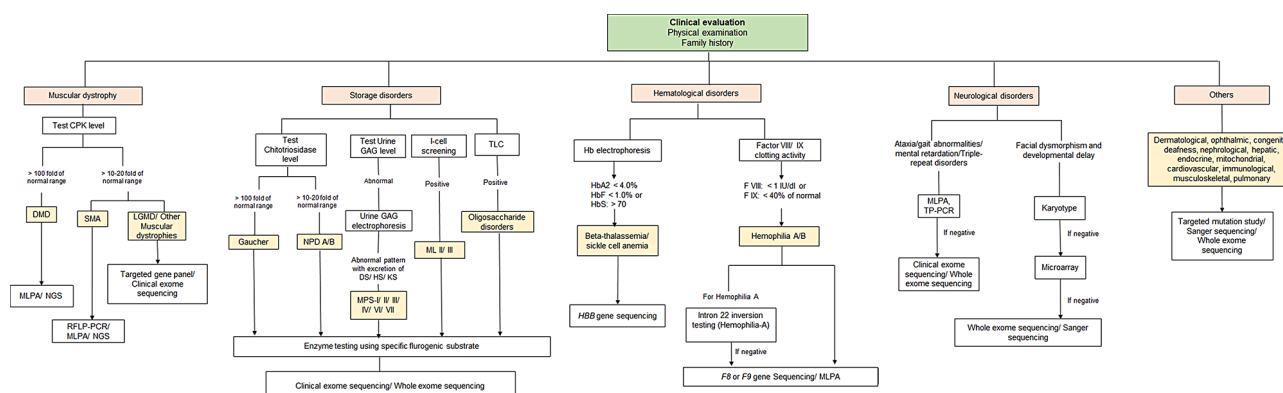 Clinical evaluation
Physical examination
Family history
Muscular dystrophy
Test CPK level
> 100 fold of
normal range
> 10-20 fold of
normal range
DMD
SMA
LGMD/ Other
Muscular
dystrophies
MLPA/ NGS
Targeted gene panel/
Clinical exome
sequencing
RFLP-PCR/
MLPA/ NGS
Storage disorders
Test
Chitotriosidase
level
Test Urine
GAG level
I-cell
screening
TLC
> 100 fold of
normal range
> 10-20 fold of
normal range
Abnormal
Positive
Positive
Gaucher
NPD A/B
Urine GAG
electrophoresis
ML II/ III
Oligosaccharide
disorders
Abnormal pattern
with excretion of
DS/ HS/ KS
MPS-I/ II/ III/
IV/ VI/ VII
Enzyme testing using specific flurogenic substrate
Clinical exome sequencing/ Whole exome sequencing
Hematological disorders
Hb electrophoresis
Factor VIII/ IX
clotting activity
HbA2 < 4.0%
HbF < 1.0% or
HbS: > 70
F VIII: < 1 IU/dl or
F IX: < 40% of normal
Beta-thalassemia/
sickle cell anemia
Hemophilia A/B
HBB gene sequencing
For Hemophilia A
Intron 22 inversion
testing (Hemophilia-A)
If negative
F8 or F9 gene Sequencing/ MLPA
Neurological disorders
Ataxia/gait abnormalities/
mental retardation/Triple-
repeat disorders
Facial dysmorphism and
developmental delay
MLPA,
TP-PCR
Karyotype
If negative
If negative
Clinical exome
sequencing/ Whole
exome sequencing
Microarray
If negative
Whole exome sequencing/ Sanger
sequencing
Others
Dermatological, ophthalmic, congenit
deafness, nephrological, hepatic,
endocrine, mitochondrial,
cardiovascular, immunological,
musculoskeletal, pulmonary
Targeted mutation study/
Sanger sequencing/
Whole exome
sequencing